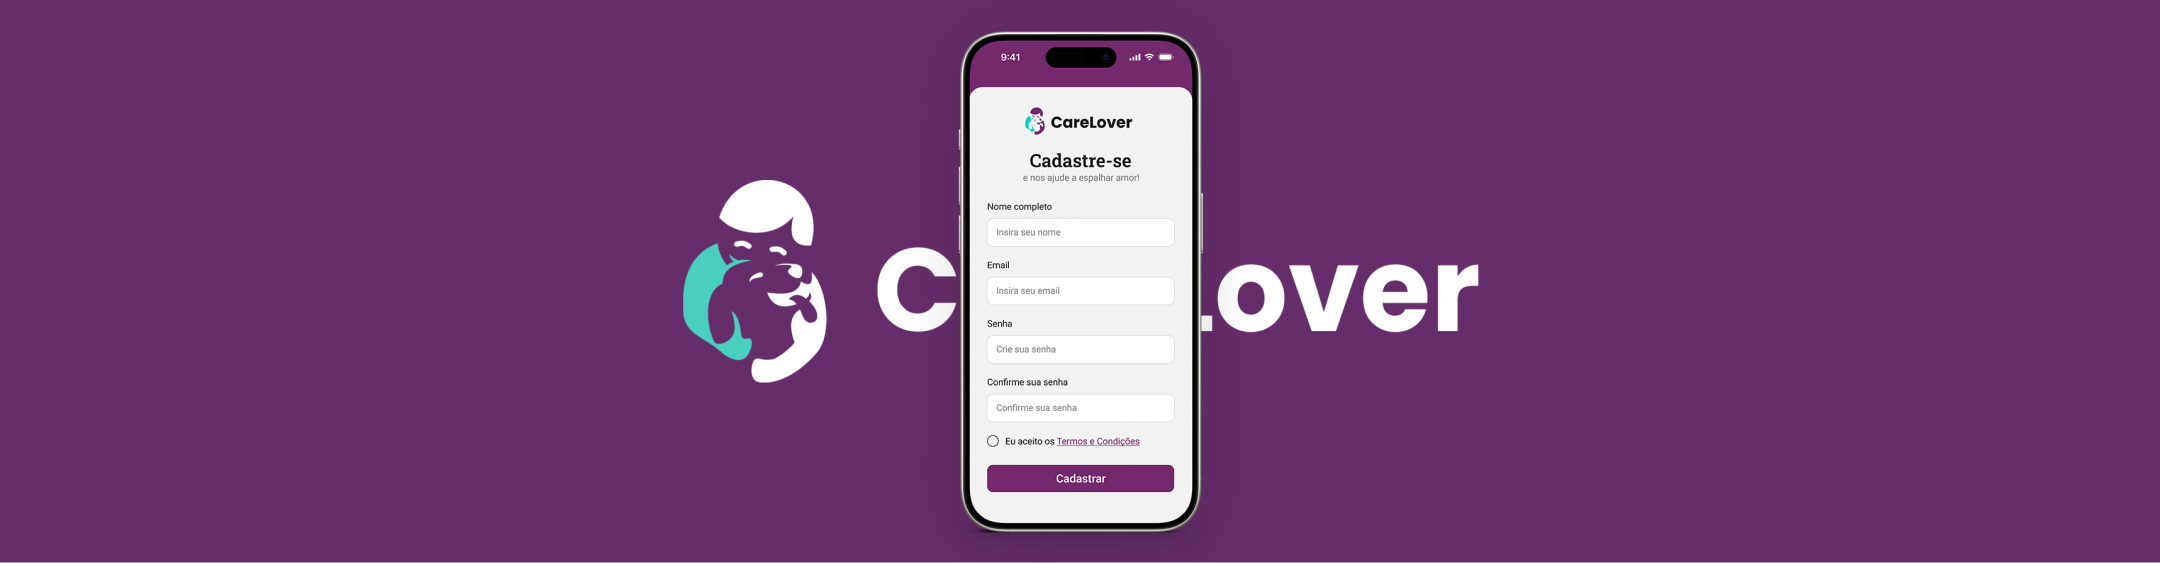 9:41
CareLover
Cadastre-se
e nos ajude a espalhar amor!
Nome completo
Insira seu nome
Email
Insira seu email
Senha
Crie sua senha
Confirme sua senha
Confirme sua senha
Eu aceito os Termos e Condições
Cadastrar
C Lover